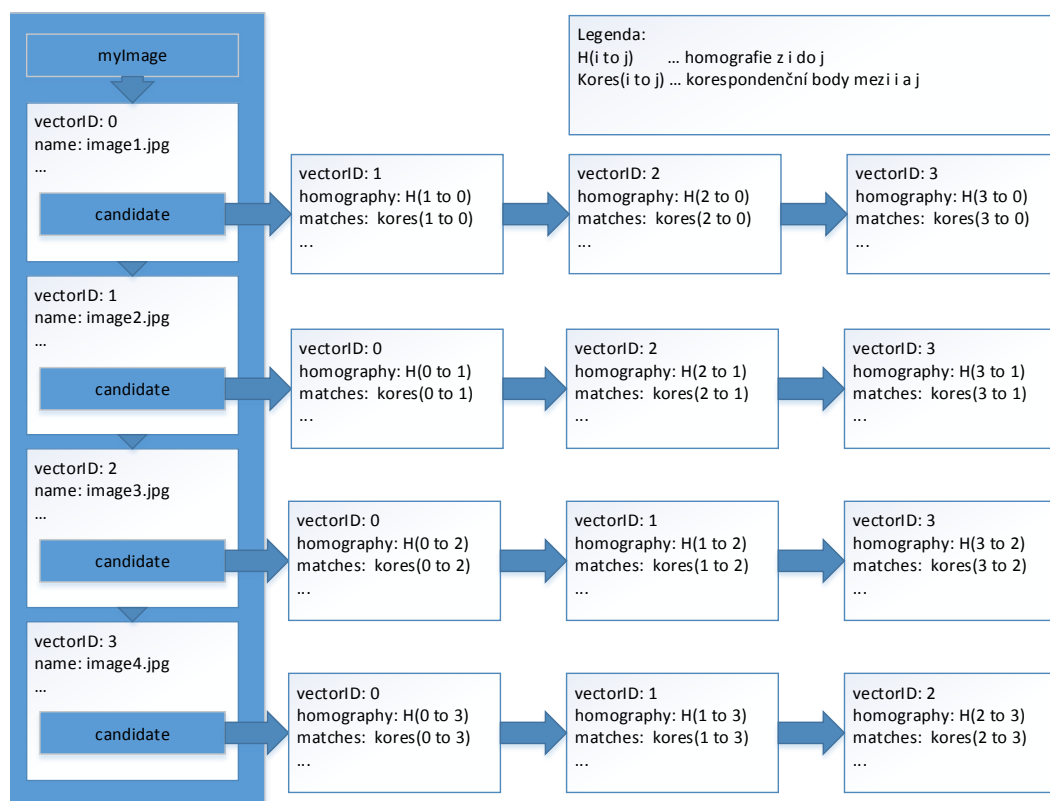 myImage
Legenda:
H(i to j) ... homografie z i do j
Kores(i to j) ... korespondenční body mezi i a j
vectorID: 0
name: image1.jpg
...
candidate
vectorID: 1
homography: H(1 to 0)
matches: kores(1 to 0)
...
vectorID: 2
homography: H(2 to 0)
matches: kores(2 to 0)
...
vectorID: 3
homography: H(3 to 0)
matches: kores(3 to 0)
...
vectorID: 1
name: image2.jpg
...
candidate
vectorID: 0
homography: H(0 to 1)
matches: kores(0 to 1)
...
vectorID: 2
homography: H(2 to 1)
matches: kores(2 to 1)
...
vectorID: 3
homography: H(3 to 1)
matches: kores(3 to 1)
...
vectorID: 2
name: image3.jpg
...
candidate
vectorID: 0
homography: H(0 to 2)
matches: kores(0 to 2)
...
vectorID: 1
homography: H(1 to 2)
matches: kores(1 to 2)
...
vectorID: 3
homography: H(3 to 2)
matches: kores(3 to 2)
...
vectorID: 3
name: image4.jpg
...
candidate
vectorID: 0
homography: H(0 to 3)
matches: kores(0 to 3)
...
vectorID: 1
homography: H(1 to 3)
matches: kores(1 to 3)
...
vectorID: 2
homography: H(2 to 3)
matches: kores(2 to 3)
...